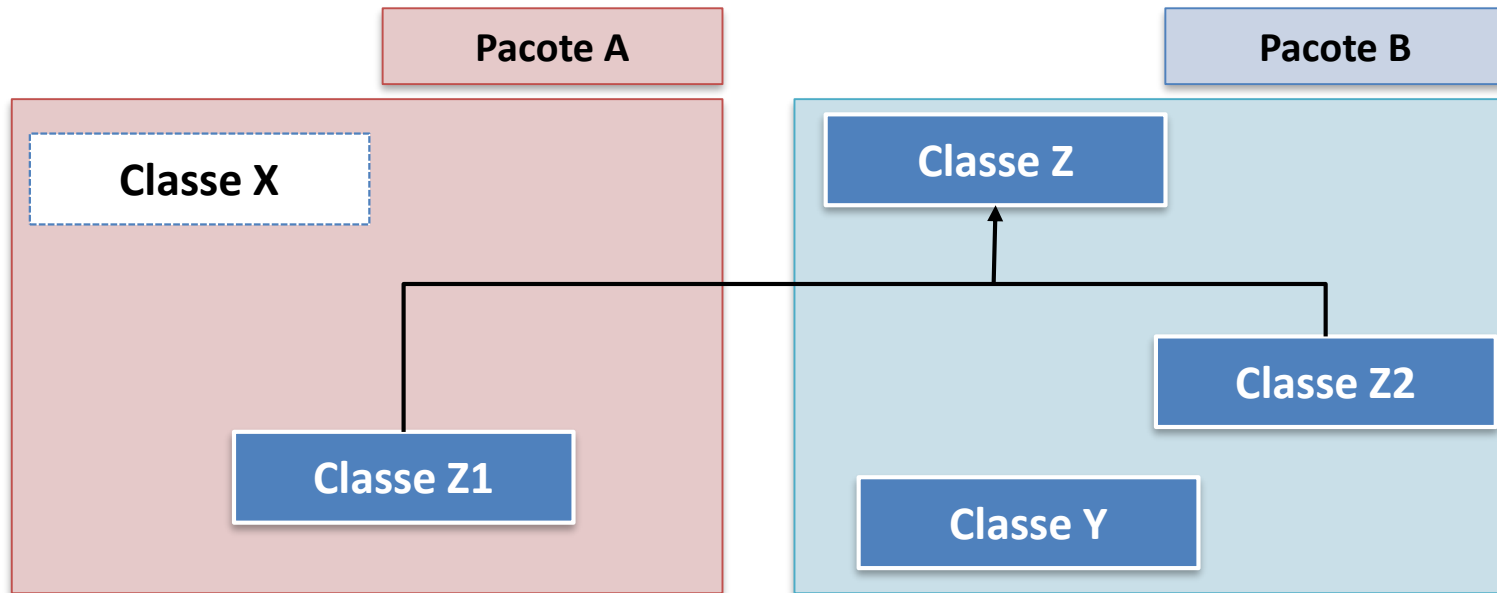 Pacote A
Pacote B
Classe X
Classe Z
Classe Z2
Classe Z1
Classe Y